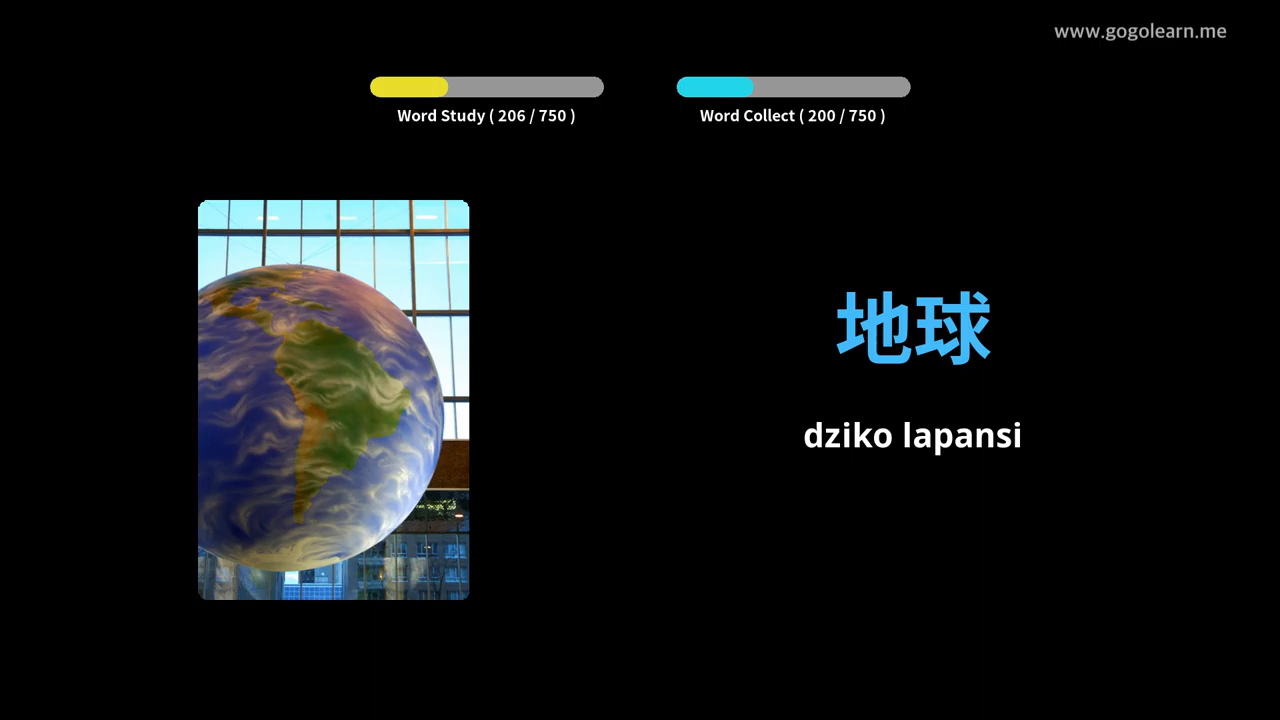 www.gogolearn.me
Word Study ( 206 / 750 )
Word Collect ( 200 / 750 )
地球
dziko lapansi